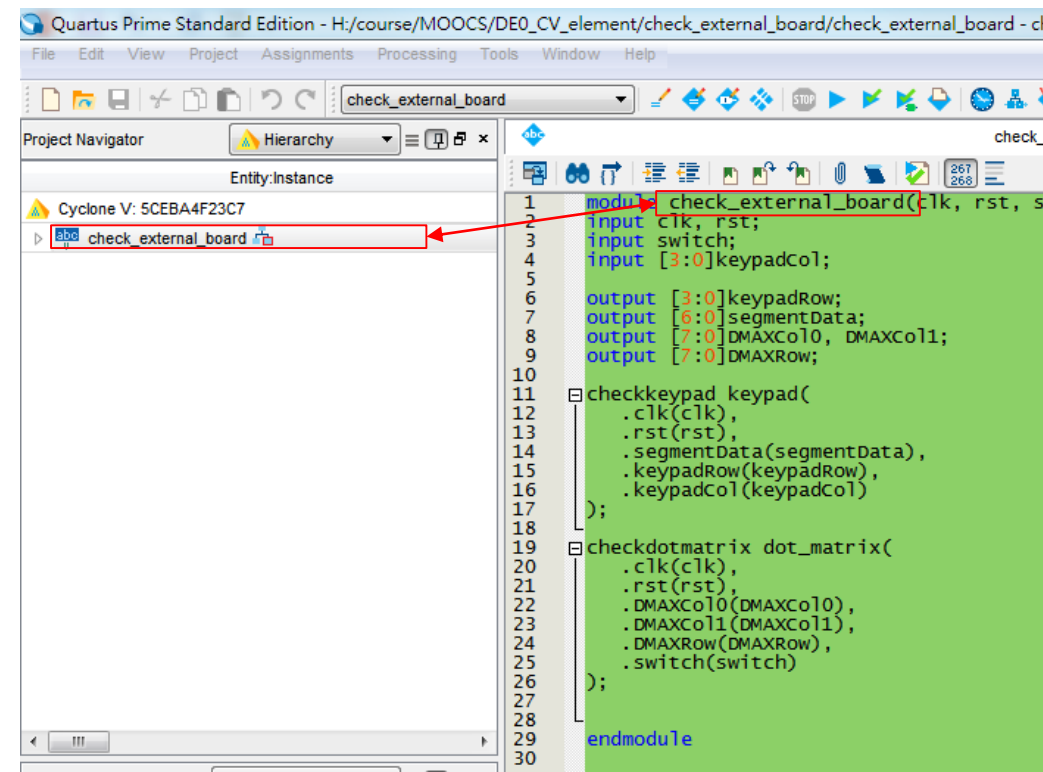 Quartus Prime Standard Edition - H:/course/MOOCS/DE0_CV_element/check_external_board/check_external_board - c
File Edit View Project Assignments Processing Tools Window Help
check_external_board
STOP
Project Navigator
Hierarchy
Entity:Instance
Cyclone V: 5CEBA4F23C7
abc check_external_board
abc
check_
267
268
1 module check_external_board(clk, rst, s
2 input clk, rst;
3 input switch;
4 input [3:0]keypadCol;
5
6 output [3:0]keypadRow;
7 output [6:0]segmentData;
8 output [7:0]DMAXCol0, DMAXCol1;
9 output [7:0]DMAXRow;
10
11 checkkeypad keypad(
12 .clk(clk),
13 .rst(rst),
14 .segmentData(segmentData),
15 .keypadRow(keypadRow),
16 .keypadCol(keypadCol)
17 );
18
19 checkdotmatrix dot_matrix(
20 .clk(clk),
21 .rst(rst),
22 .DMAXCol0(DMAXCol0),
23 .DMAXCol1(DMAXCol1),
24 .DMAXRow(DMAXRow),
25 .switch(switch)
26 );
27
28
29 endmodule
30